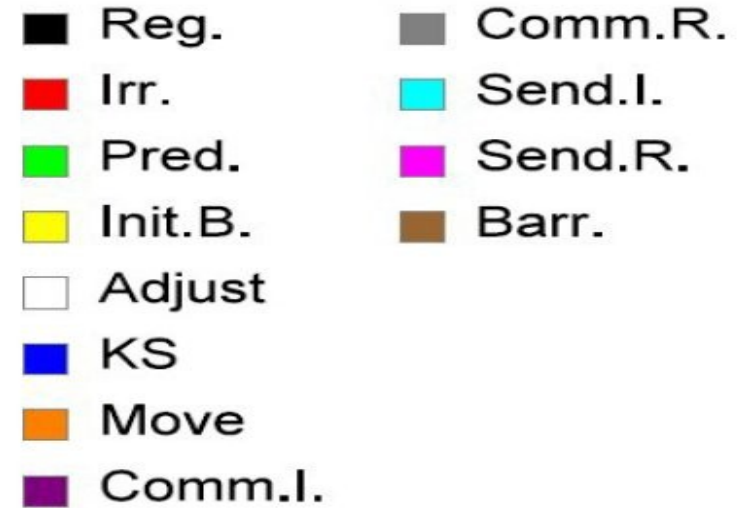 Reg.
Irr.
Pred.
Init.B.
Adjust
KS
Move
Comm.I.
Comm.R.
Send.I.
Send.R.
Barr.